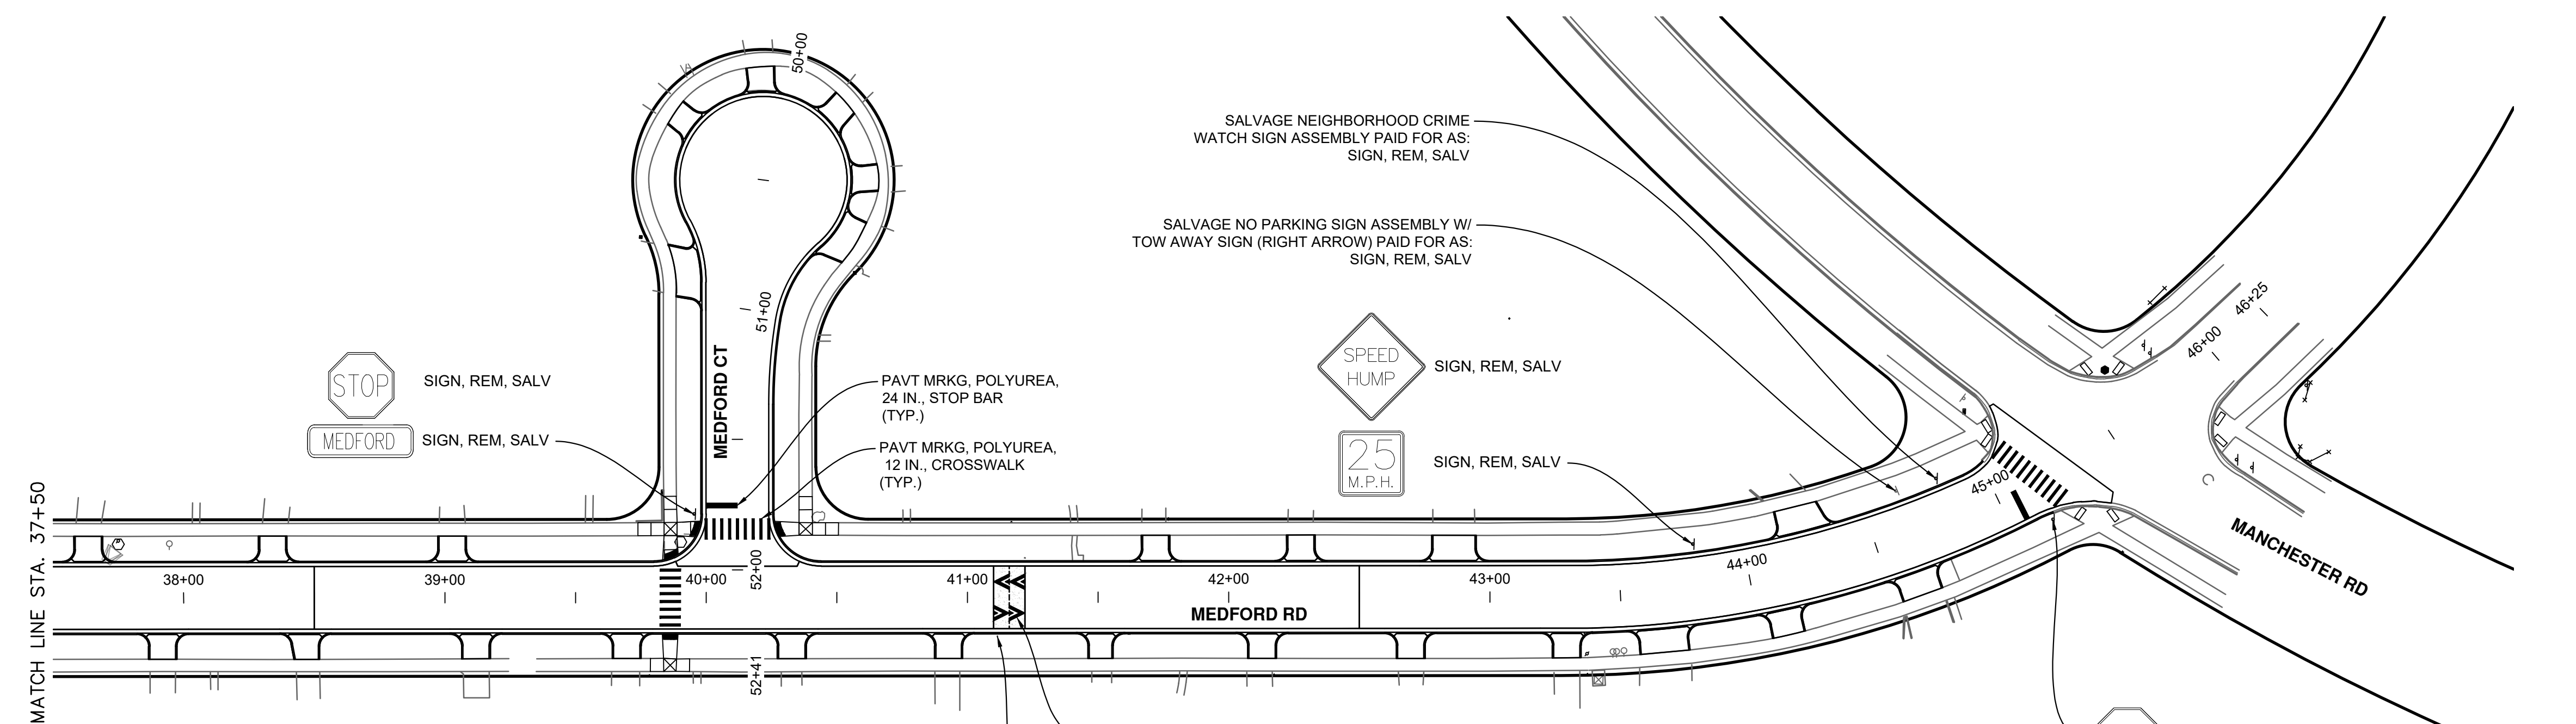 50+00
SALVAGE NEIGHBORHOOD CRIME
WATCH SIGN ASSEMBLY PAID FOR AS:
SIGN, REM, SALV
SALVAGE NO PARKING SIGN ASSEMBLY W/
TOW AWAY SIGN (RIGHT ARROW) PAID FOR AS:
SIGN, REM, SALV
51+00
MEDFORD CT
STOP
SIGN, REM, SALV
MEDFORD
SIGN, REM, SALV
PAVT MRKG, POLYUREA,
24 IN., STOP BAR
(TYP.)
PAVT MRKG, POLYUREA,
12 IN., CROSSWALK
(TYP.)
SPEED
HUMP
SIGN, REM, SALV
25
M.P.H.
SIGN, REM, SALV
46+25
46+00
45+00
MANCHESTER RD
MATCH LINE STA. 37+50
38+00
39+00
40+00
52+00
41+00
42+00
43+00
44+00
MEDFORD RD
52+41